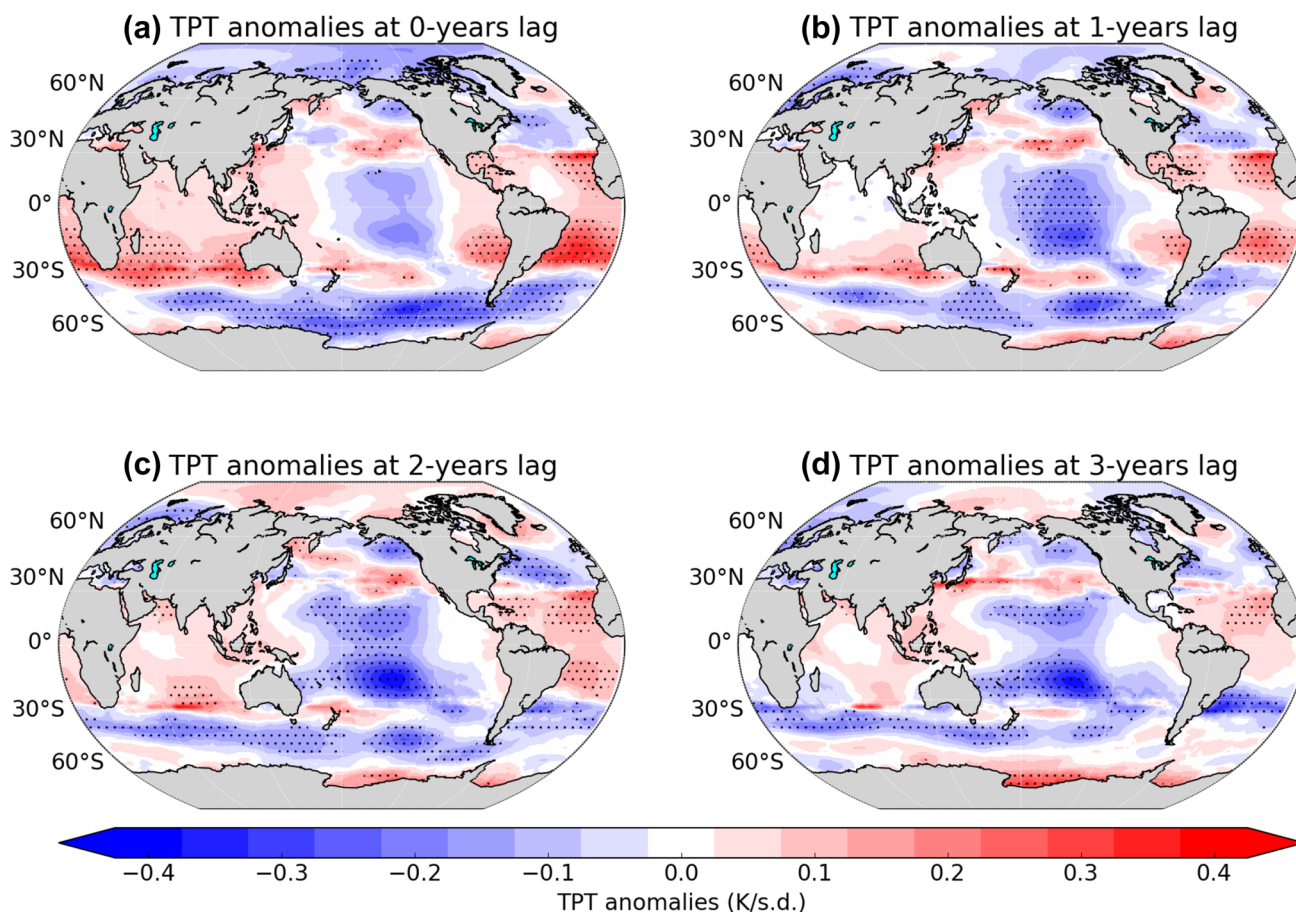 (a) TPT anomalies at 0-years lag
60°N
30°N
0°
30°S
60°S
(b) TPT anomalies at 1-years lag
60°N
30°N
0°
30°S
60°S
(c) TPT anomalies at 2-years lag
60°N
30°N
0°
30°S
60°S
(d) TPT anomalies at 3-years lag
60°N
30°N
0°
30°S
60°S
−0.4 −0.3 −0.2 −0.1 0.0 0.1 0.2 0.3 0.4
TPT anomalies (K/s.d.)